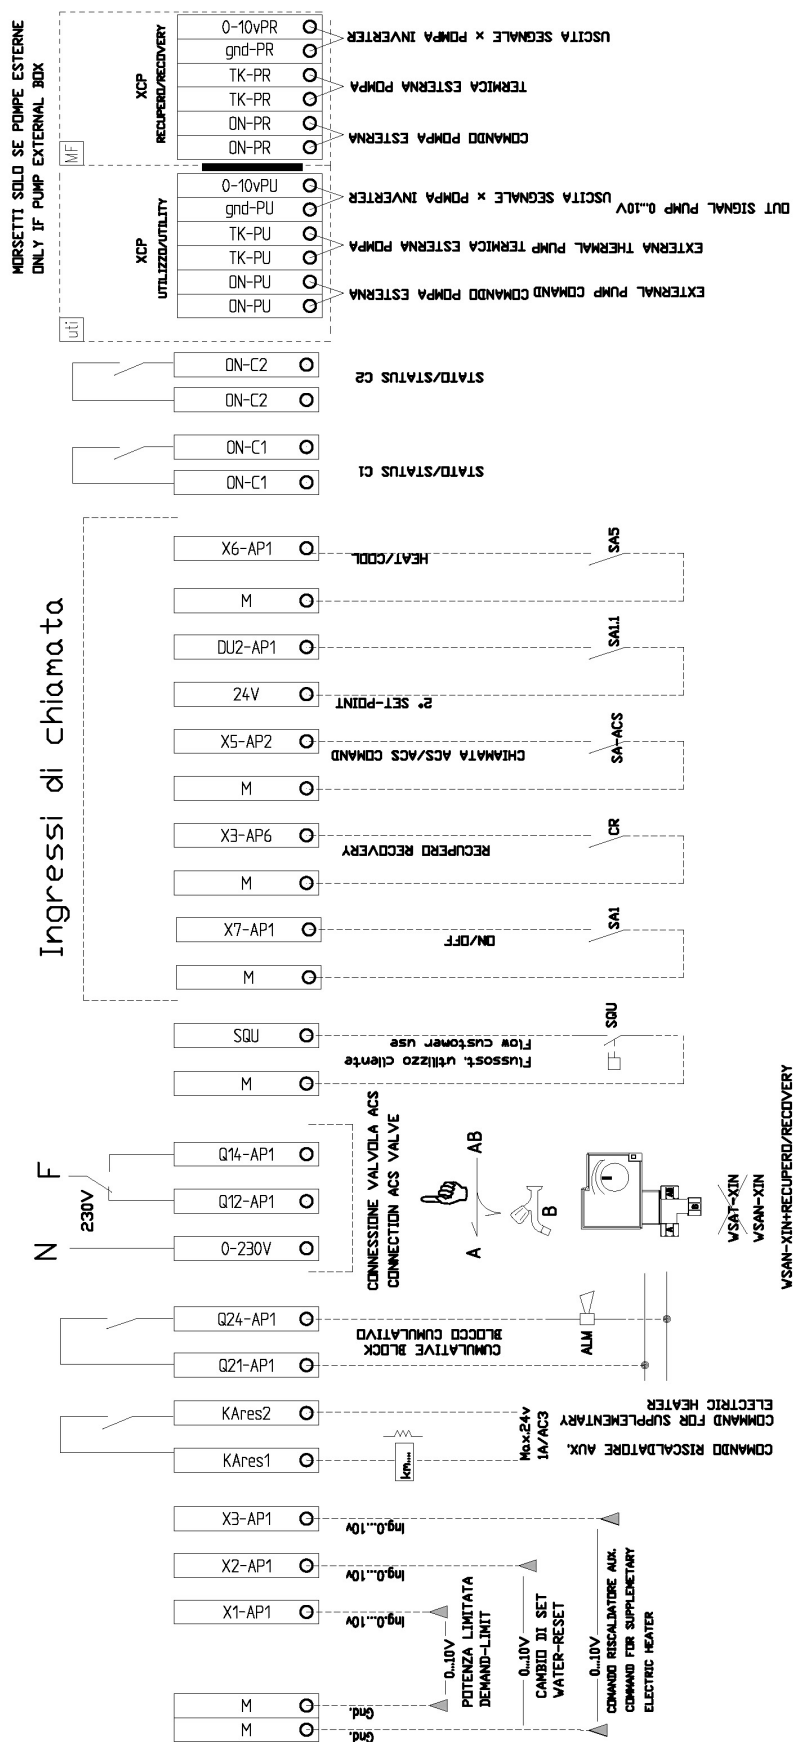 MORSETTI SOLO SE POMPE ESTERNE
ONLY IF PUMP EXTERNAL BOX
MF
XCP
RECUPERO/RECOVERY
0-10vPR
gnd-PR
TK-PR
TK-PR
ON-PR
ON-PR
USCITA SEGNALE x POMPA INVERTER
TERMICA ESTERNA POMPA
COMANDO POMPA ESTERNA
uti
XCP
UTILIZZO/UTILITY
0-10vPU
gnd-PU
TK-PU
TK-PU
ON-PU
ON-PU
USCITA SEGNALE x POMPA INVERTER
OUT SIGNAL PUMP 0...10V
TERMICA ESTERNA POMPA
EXTERNA THERMAL PUMP
COMANDO POMPA ESTERNA
EXTERNAL PUMP COMAND
ON-C2
ON-C2
STATO/STATUS C2
ON-C1
ON-C1
STATO/STATUS C1
Ingressi di chiamata
X6-AP1
HEAT/COOL
SA5
M
DU2-AP1
SA1.1
24V
2° SET-POINT
X5-AP2
CHIAMATA ACS/ACS COMAND
SA-ACS
M
X3-AP6
RECUPERO RECOVERY
CR
M
X7-AP1
ON/OFF
SA1
M
SQU
SQU
Flussost. utilizzo cliente
Flow customer use
M
N
F
230V
Q14-AP1
Q12-AP1
0-230V
CONNESSIONE VALVOLA ACS
CONNECTION ACS VALVE
A
AB
B
A
AB
B
WSAT-XIN
WSAN-XIN
WSAN-XIN+RECUPERO/RECOVERY
Q24-AP1
Q21-AP1
BLOCCO CUMULATIVO
CUMULATIVE BLOCK
ALM
KAres2
KAres1
km....
Max.24v
1A/AC3
COMANDO RISCALDATORE AUX.
COMMAND FOR SUPPLEMENTARY
ELECTRIC HEATER
X3-AP1
Ing.0...10v
X2-AP1
Ing.0...10v
X1-AP1
Ing.0...10v
M
Gnd.
M
Gnd.
0...10V
POTENZA LIMITATA
DEMAND-LIMIT
0...10V
CAMBIO DI SET
WATER-RESET
0...10V
COMANDO RISCALDATORE AUX.
COMMAND FOR SUPPLEMETARY
ELECTRIC HEATER